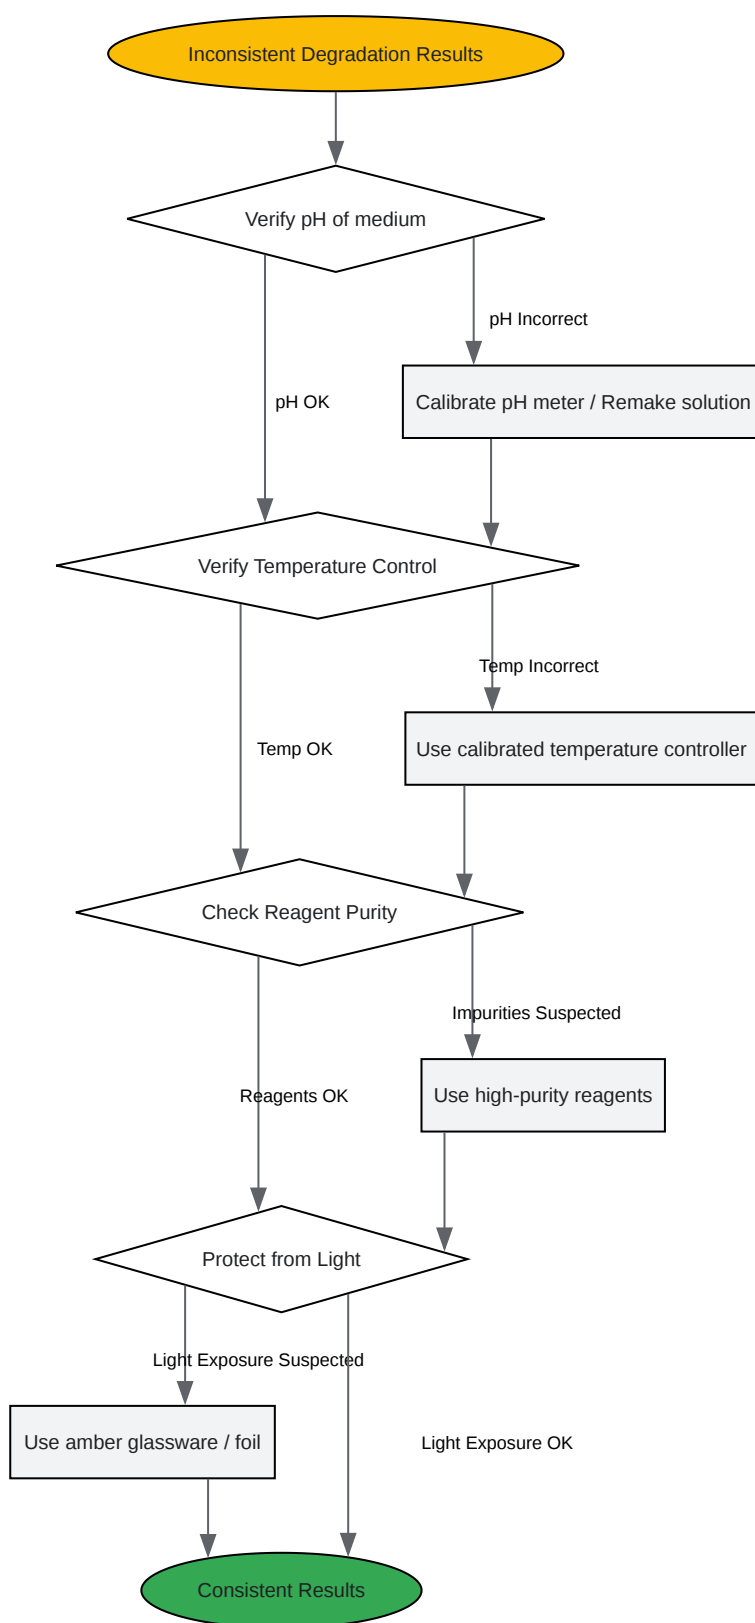 Inconsistent Degradation Results
Verify pH of medium
pH Incorrect
Calibrate pH meter / Remake solution
pH OK
Verify Temperature Control
Temp Incorrect
Use calibrated temperature controller
Temp OK
Check Reagent Purity
Impurities Suspected
Use high-purity reagents
Reagents OK
Protect from Light
Light Exposure Suspected
Use amber glassware / foil
Light Exposure OK
Consistent Results